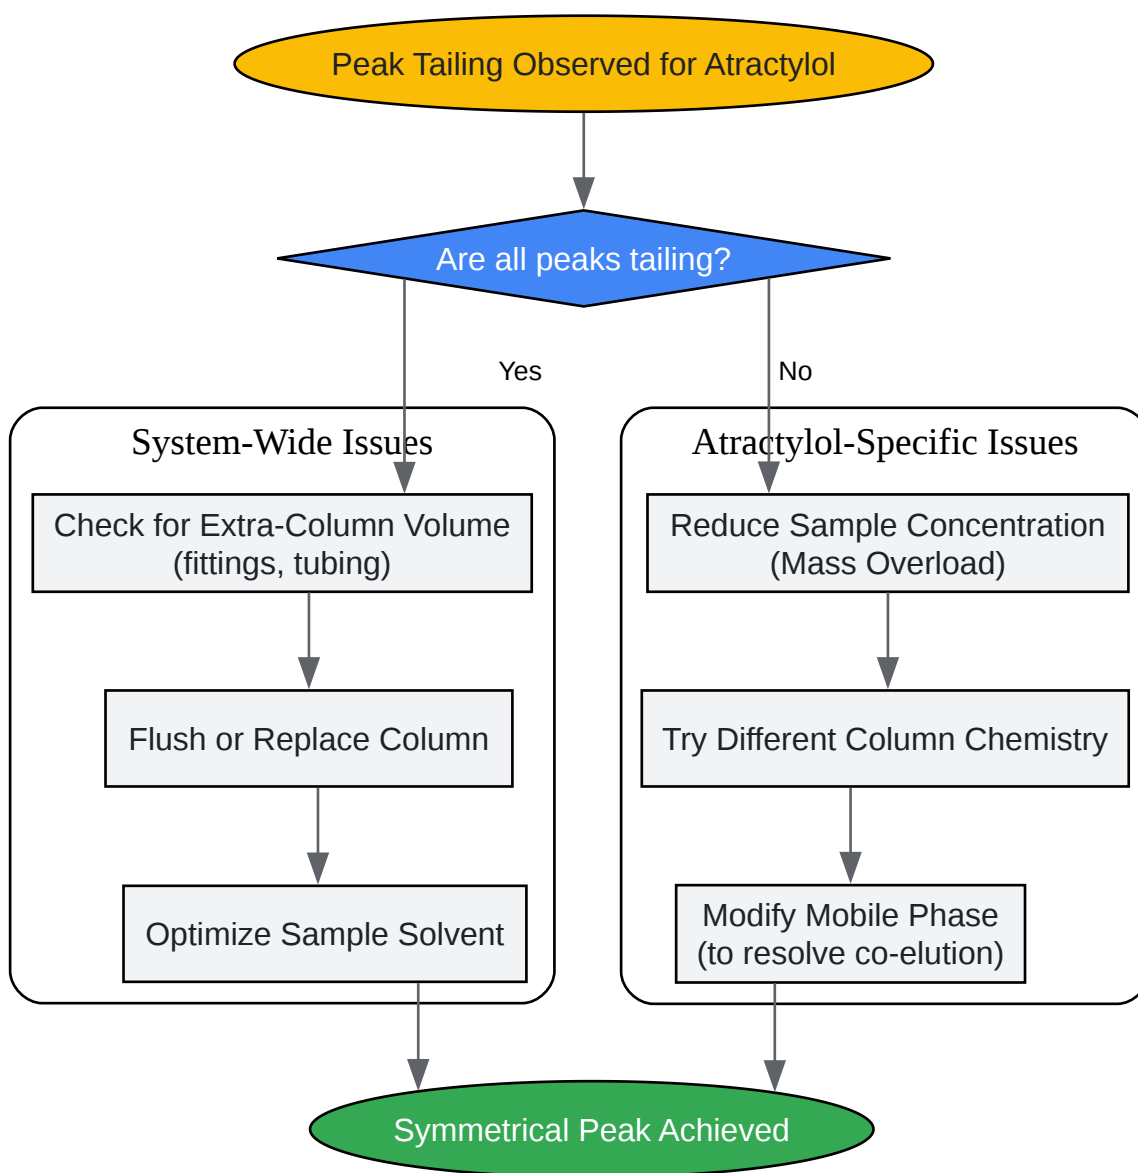 Peak Tailing Observed for Atractylol
Are all peaks tailing?
Yes
No
System-Wide Issues
Check for Extra-Column Volume
(fittings, tubing)
Flush or Replace Column
Optimize Sample Solvent
Atractylol-Specific Issues
Reduce Sample Concentration
(Mass Overload)
Try Different Column Chemistry
Modify Mobile Phase
(to resolve co-elution)
Symmetrical Peak Achieved